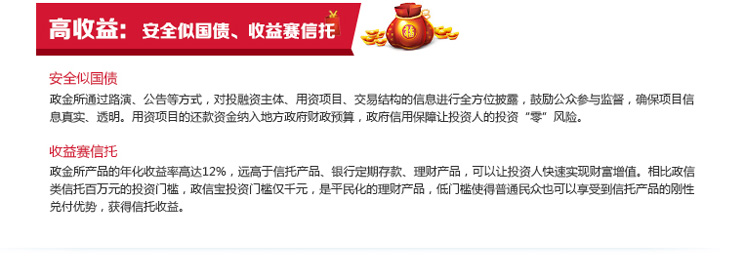 高收益：安全似国债、收益赛信托
福
安全似国债
政金所通过路演、公告等方式，对投融资主体、用资项目、交易结构的信息进行全方位披露，鼓励公众参与监督，确保项目信
息真实、透明。用资项目的还款资金纳入地方政府财政预算，政府信用保障让投资人的投资“零”风险。
收益赛信托
政金所产品的年化收益率高达12%，远高于信托产品、银行定期存款、理财产品，可以让投资人快速实现财富增值。相比政信
类信托百万元的投资门槛，政信宝投资门槛仅千元，是平民化的理财产品，低门槛使得普通民众也可以享受到信托产品的刚性
兑付优势，获得信托收益。